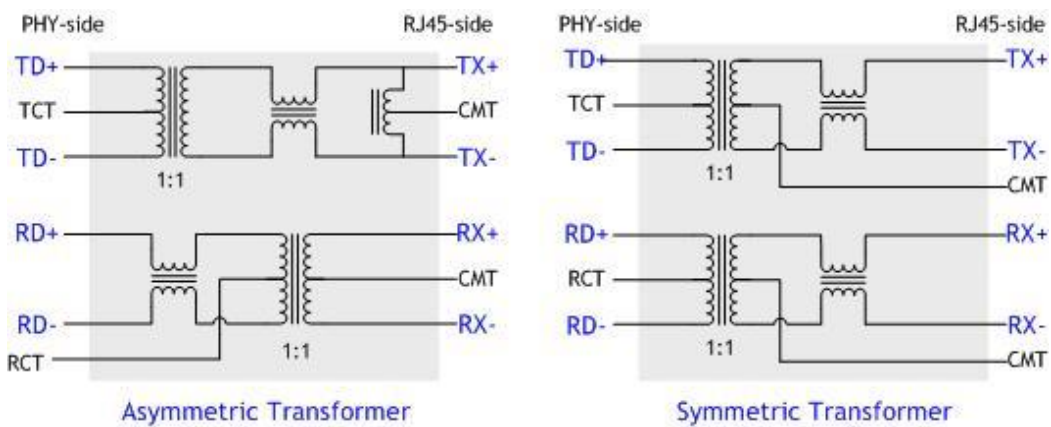 PHY-side
RJ45-side
TD+
TX+
TCT
CMT
TD-
TX-
1:1
RD+
RX+
CMT
RD-
RX-
RCT
1:1
Asymmetric Transformer
PHY-side
RJ45-side
TD+
TX+
TCT
TD-
TX-
1:1
CMT
RD+
RX+
RCT
RD-
RX-
1:1
CMT
Symmetric Transformer